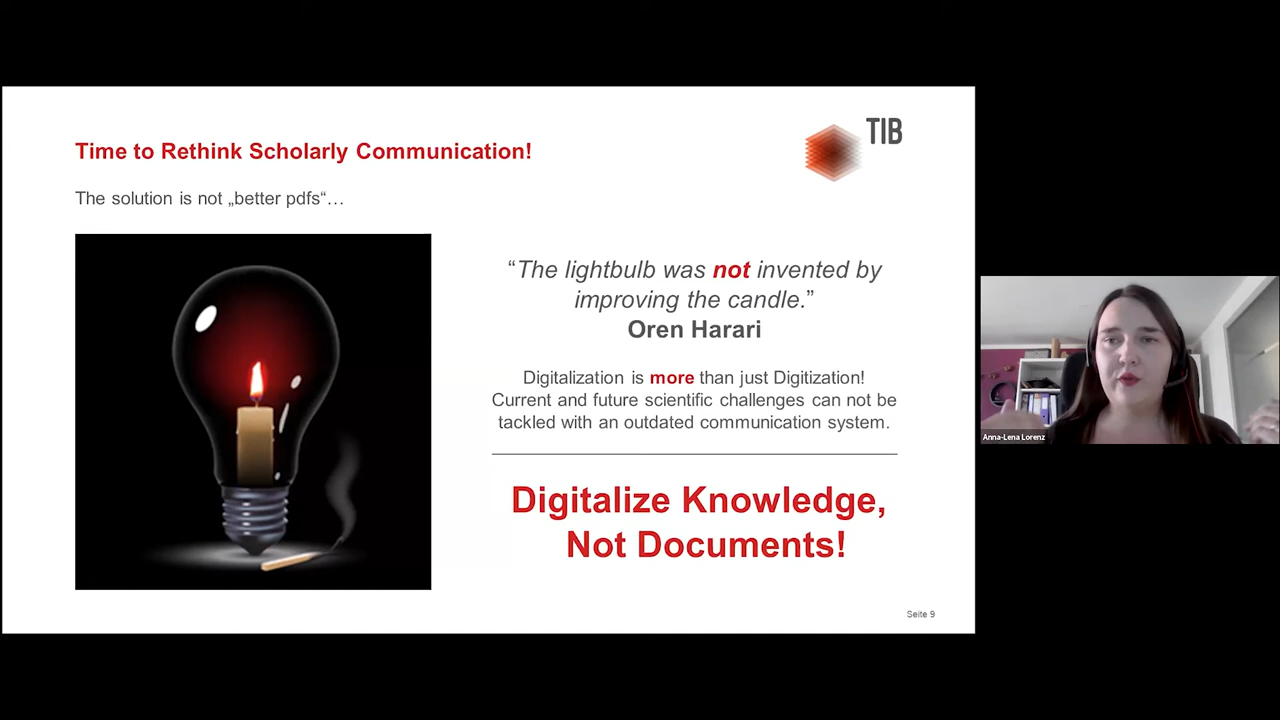 TIB
Time to Rethink Scholarly Communication!
The solution is not „better pdfs“…
“The lightbulb was not invented by
improving the candle.”
Oren Harari
Digitalization is more than just Digitization!
Current and future scientific challenges can not be
tackled with an outdated communication system.
Digitalize Knowledge,
Not Documents!
Seite 9
Anna-Lena Lorenz